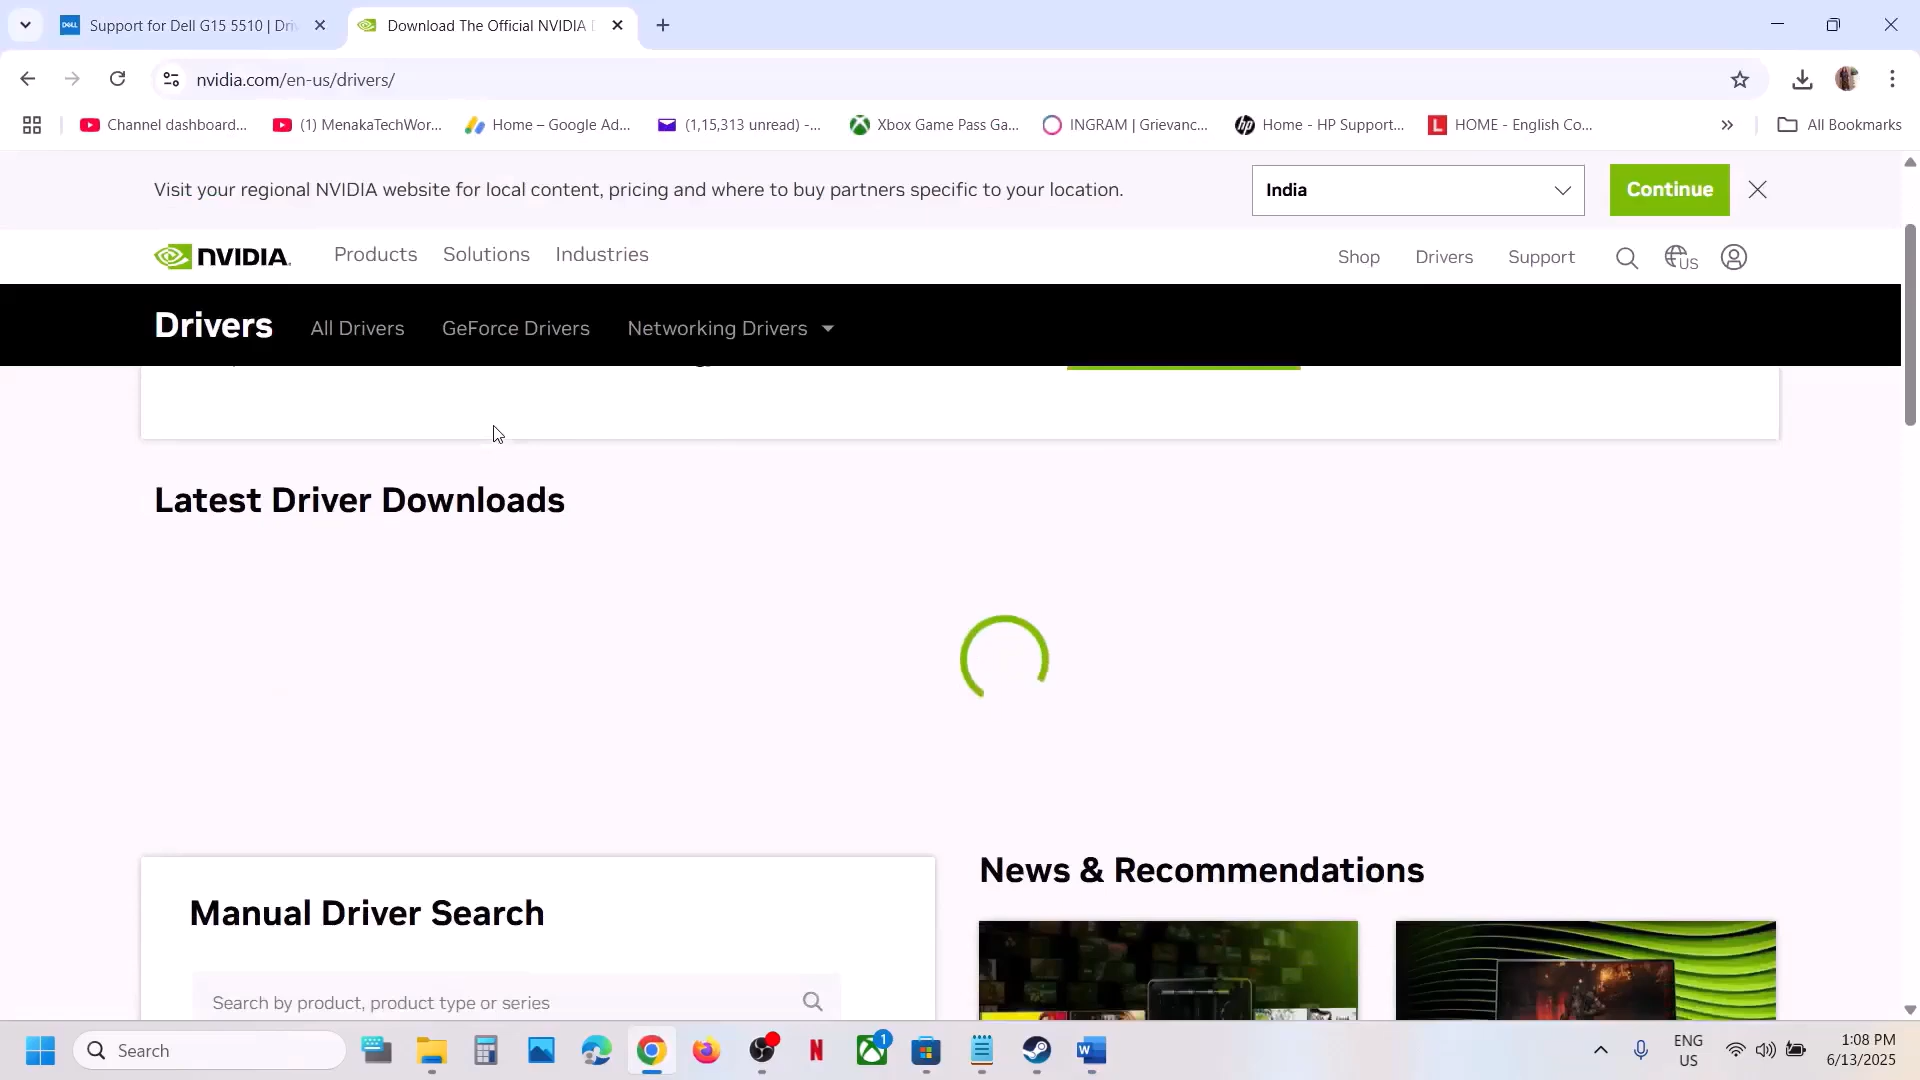 Support for Dell G15 5510 | Dri
Download The Official NVIDIA D
nvidia.com/en-us/drivers/
Channel dashboard...
(1) MenakaTechWor...
Home – Google Ad...
(1,15,313 unread) -...
Xbox Game Pass Ga...
INGRAM | Grievanc...
Home - HP Support...
HOME - English Co...
All Bookmarks
Visit your regional NVIDIA website for local content, pricing and where to buy partners specific to your location.
India
Continue
NVIDIA.
Products
Solutions
Industries
Shop
Drivers
Support
US
Drivers
All Drivers
GeForce Drivers
Networking Drivers
Latest Driver Downloads
Manual Driver Search
Search by product, product type or series
News & Recommendations
Search
1
ENG
US
1:08 PM
6/13/2025